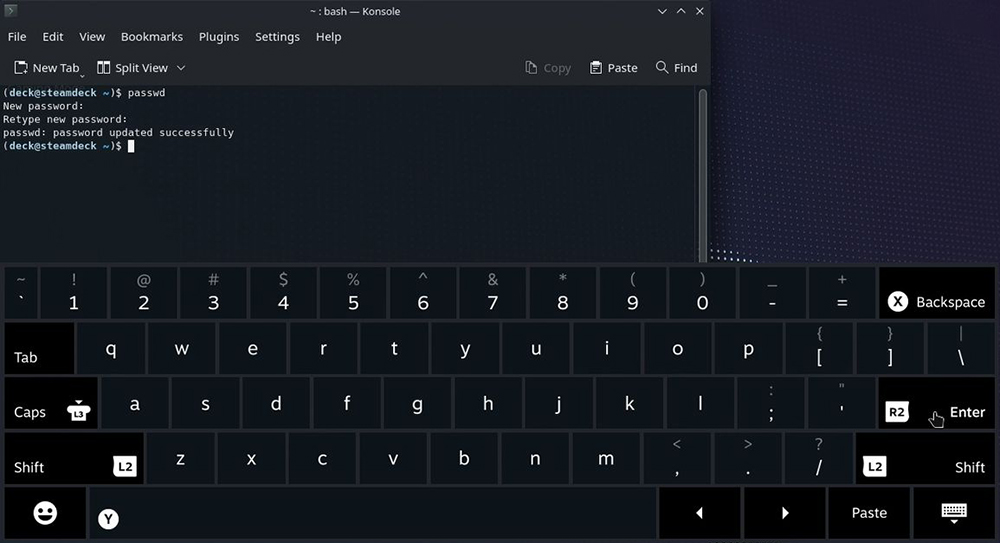 ~ : bash — Konsole
File Edit View Bookmarks Plugins Settings Help
New Tab Split View Copy Paste Find
(deck@steamdeck ~)$ passwd
New password:
Retype new password:
passwd: password updated successfully
(deck@steamdeck ~)$
~ ! @ # $ % ^ & * ( ) _ +
` 1 2 3 4 5 6 7 8 9 0 - = X Backspace
{ } |
Tab q w e r t y u i o p [ ] \
: "
Caps L3 a s d f g h j k l ; ' R2 Enter
< > ?
Shift L2 z x c v b n m , . / L2 Shift
Y Paste